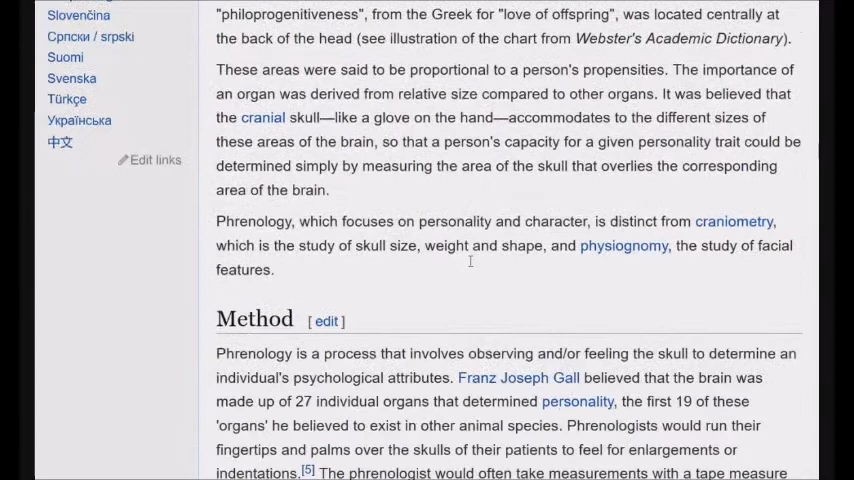 Slovenčina
Српски / srpski
Suomi
Svenska
Türkçe
Українська
中文
Edit links
"philoprogenitiveness", from the Greek for "love of offspring", was located centrally at
the back of the head (see illustration of the chart from Webster's Academic Dictionary).
These areas were said to be proportional to a person's propensities. The importance of
an organ was derived from relative size compared to other organs. It was believed that
the cranial skull—like a glove on the hand—accommodates to the different sizes of
these areas of the brain, so that a person's capacity for a given personality trait could be
determined simply by measuring the area of the skull that overlies the corresponding
area of the brain.
Phrenology, which focuses on personality and character, is distinct from craniometry,
which is the study of skull size, weight and shape, and physiognomy, the study of facial
features.
Method [ edit ]
Phrenology is a process that involves observing and/or feeling the skull to determine an
individual's psychological attributes. Franz Joseph Gall believed that the brain was
made up of 27 individual organs that determined personality, the first 19 of these
'organs' he believed to exist in other animal species. Phrenologists would run their
fingertips and palms over the skulls of their patients to feel for enlargements or
indentations.[5] The phrenologist would often take measurements with a tape measure